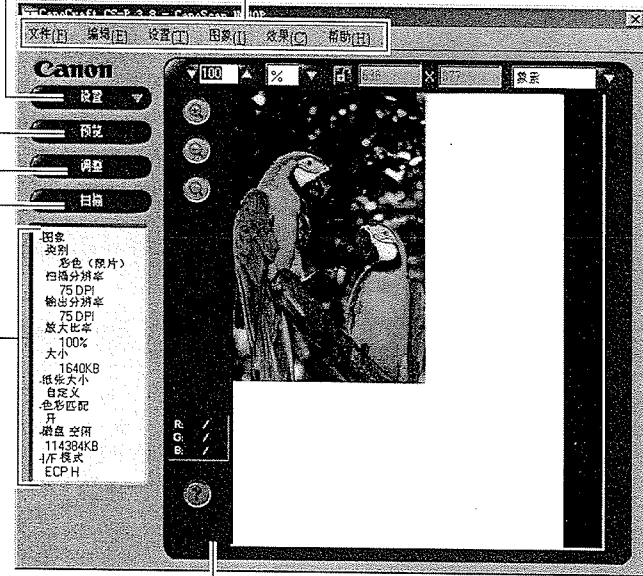 文件[F] 编辑[E] 设置[T] 图象[I] 效果[C] 帮助[H]
Canon
100 % X 象素
设置
预览
调整
扫描
图象
类别
彩色（照片）
扫描分辨率
75 DPI
输出分辨率
75 DPI
放大比率
100%
大小
1640KB
纸张大小
自定义
色彩匹配
开
磁盘空闲
114384KB
I/F 模式
ECP H
R: /
G: /
B: /
?